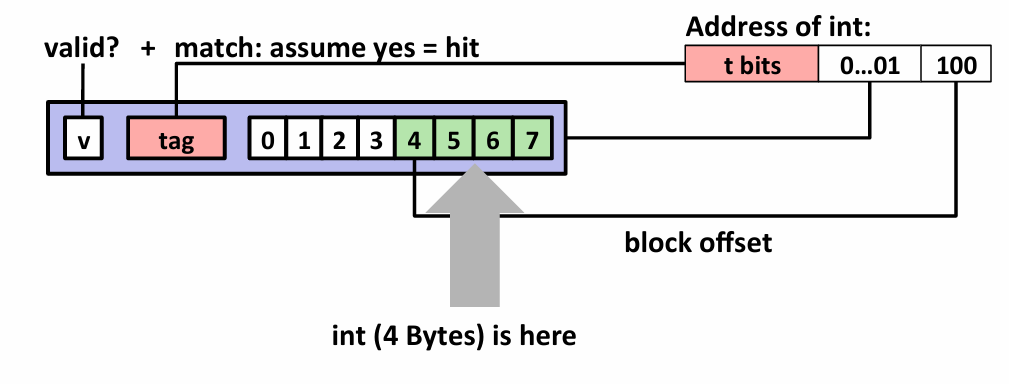 Address of int:
valid? + match: assume yes = hit
t bits 0...01 100
v tag 0 1 2 3 4 5 6 7
block offset
int (4 Bytes) is here